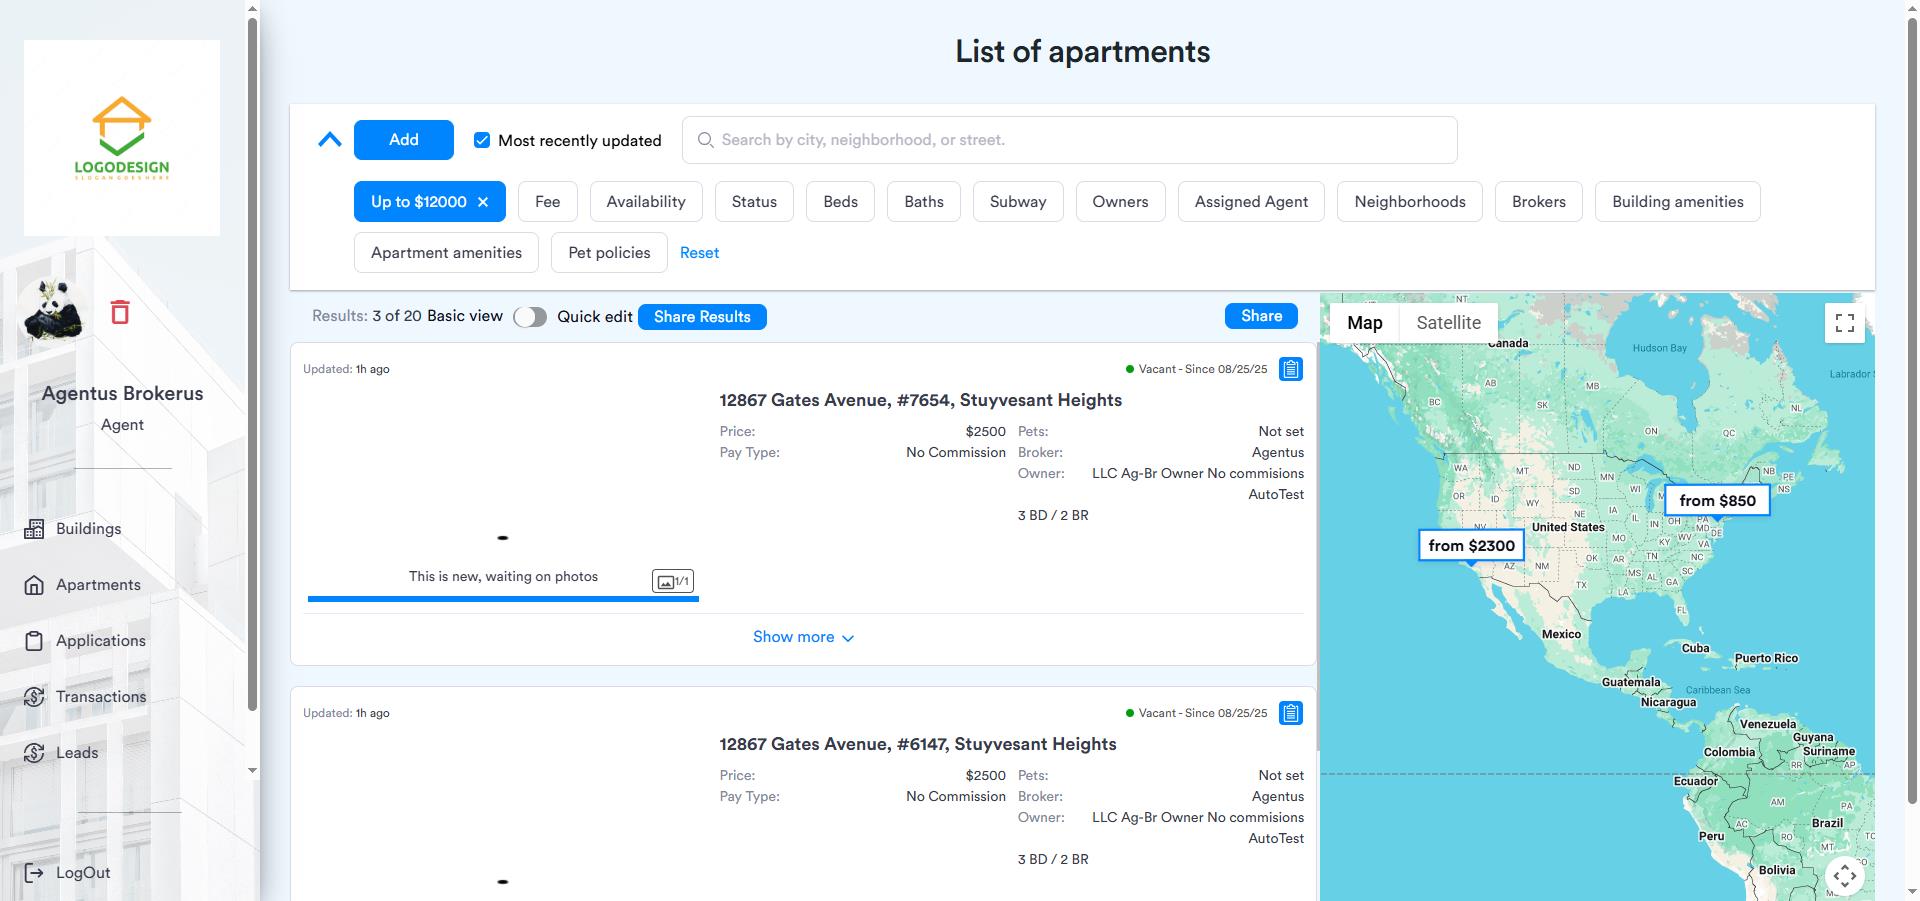 List of apartments
LOGODESIGN
SLOGANGOESHERE
Agentus Brokerus
Agent
Buildings
Apartments
Applications
Transactions
Leads
LogOut
Add
Most recently updated
Search by city, neighborhood, or street.
Up to $12000 ×
Fee
Availability
Status
Beds
Baths
Subway
Owners
Assigned Agent
Neighborhoods
Brokers
Building amenities
Apartment amenities
Pet policies
Reset
Results: 3 of 20 Basic view Quick edit Share Results Share
Updated: 1h ago
Vacant - Since 08/25/25
12867 Gates Avenue, #7654, Stuyvesant Heights
Price: $2500 Pets: Not set
Pay Type: No Commission Broker: Agentus
Owner: LLC Ag-Br Owner No commisions
AutoTest
3 BD / 2 BR
This is new, waiting on photos
1/1
Show more
Updated: 1h ago
Vacant - Since 08/25/25
12867 Gates Avenue, #6147, Stuyvesant Heights
Price: $2500 Pets: Not set
Pay Type: No Commission Broker: Agentus
Owner: LLC Ag-Br Owner No commisions
AutoTest
3 BD / 2 BR
Map Satellite
NT
Canada
Hudson Bay
Labrador S
AB
MB
BC
SK
NL
ON
QC
WA
MT
ND
MN
NB
PE
NS
OR
ID
WY
SD
WI
from $850
NV
United States
NE
IA
IL
IN
OH
PA
MD
DE
from $2300
MO
KY
WV
VA
OK
AR
TN
NC
AZ
NM
MS
AL
SC
GA
TX
LA
FL
Mexico
Cuba
Puerto Rico
Guatemala
Caribbean Sea
Nicaragua
Venezuela
Guyana
Colombia
Suriname
RR
AP
Ecuador
AM
PA
AC
Brazil
Peru
RO
TO
MT
Bolivia
GO